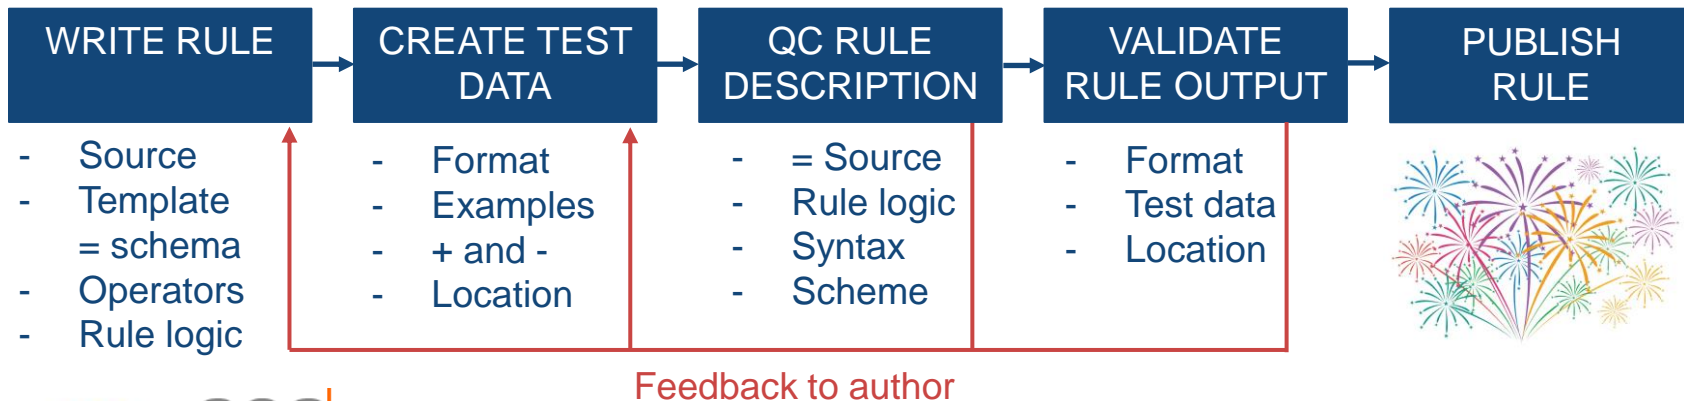 WRITE RULE
CREATE TEST
DATA
QC RULE
DESCRIPTION
VALIDATE
RULE OUTPUT
PUBLISH
RULE
- Source
- Template
= schema
- Operators
- Rule logic
- Format
- Examples
- + and -
- Location
- = Source
- Rule logic
- Syntax
- Scheme
- Format
- Test data
- Location
Feedback to author